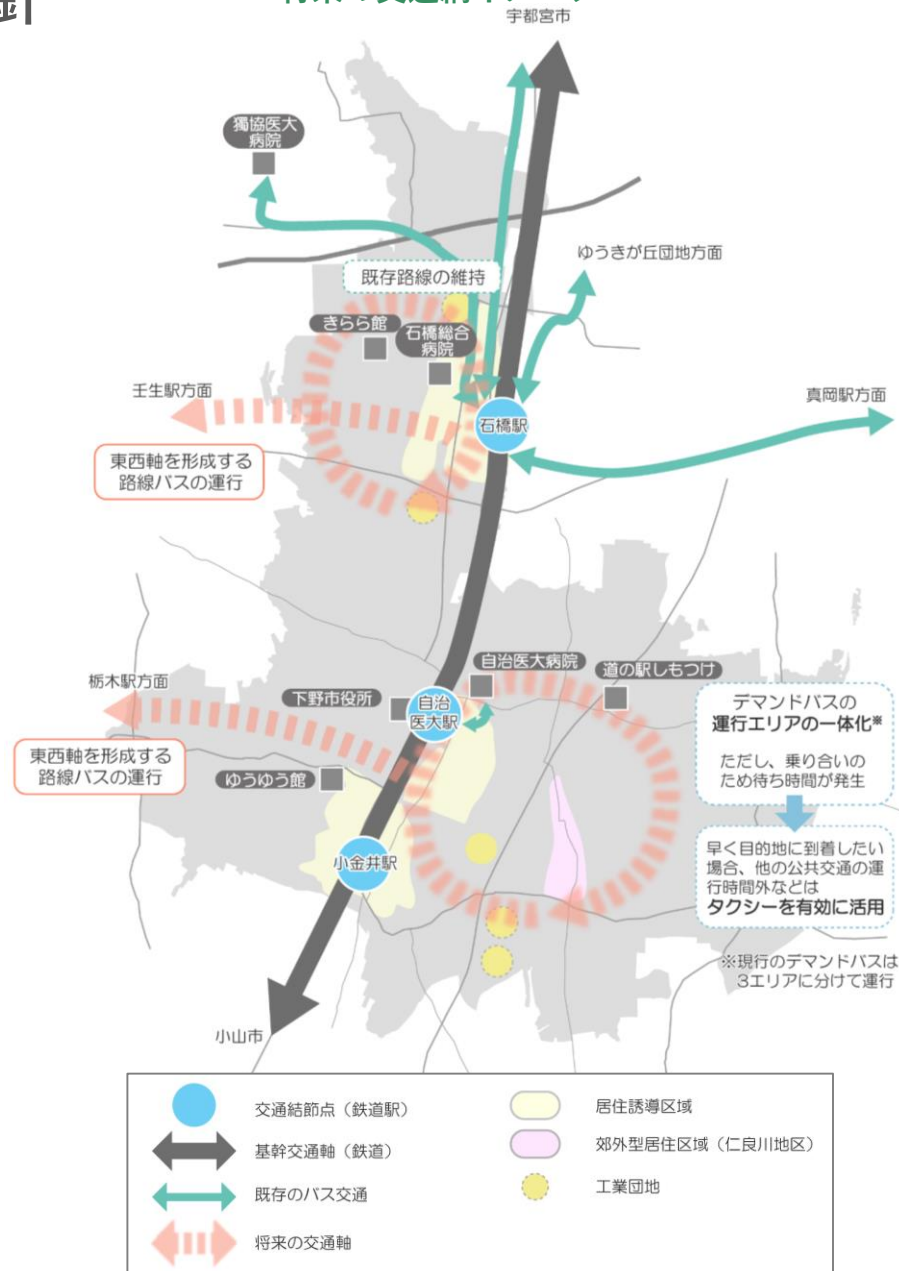 宇都宮市
獨協医大
病院
ゆうきが丘団地方面
既存路線の維持
きらら館
石橋総合
病院
壬生駅方面
真岡駅方面
石橋駅
東西軸を形成する
路線バスの運行
自治医大病院
道の駅しもつけ
栃木駅方面
下野市役所
自治
医大駅
デマンドバスの
運行エリアの一体化※
ただし、乗り合いの
ため待ち時間が発生
東西軸を形成する
路線バスの運行
ゆうゆう館
小金井駅
早く目的地に到着したい
場合、他の公共交通の運
行時間外などは
タクシーを有効に活用
※現行のデマンドバスは
3エリアに分けて運行
小山市
交通結節点（鉄道駅）
基幹交通軸（鉄道）
既存のバス交通
将来の交通軸
居住誘導区域
郊外型居住区域（仁良川地区）
工業団地